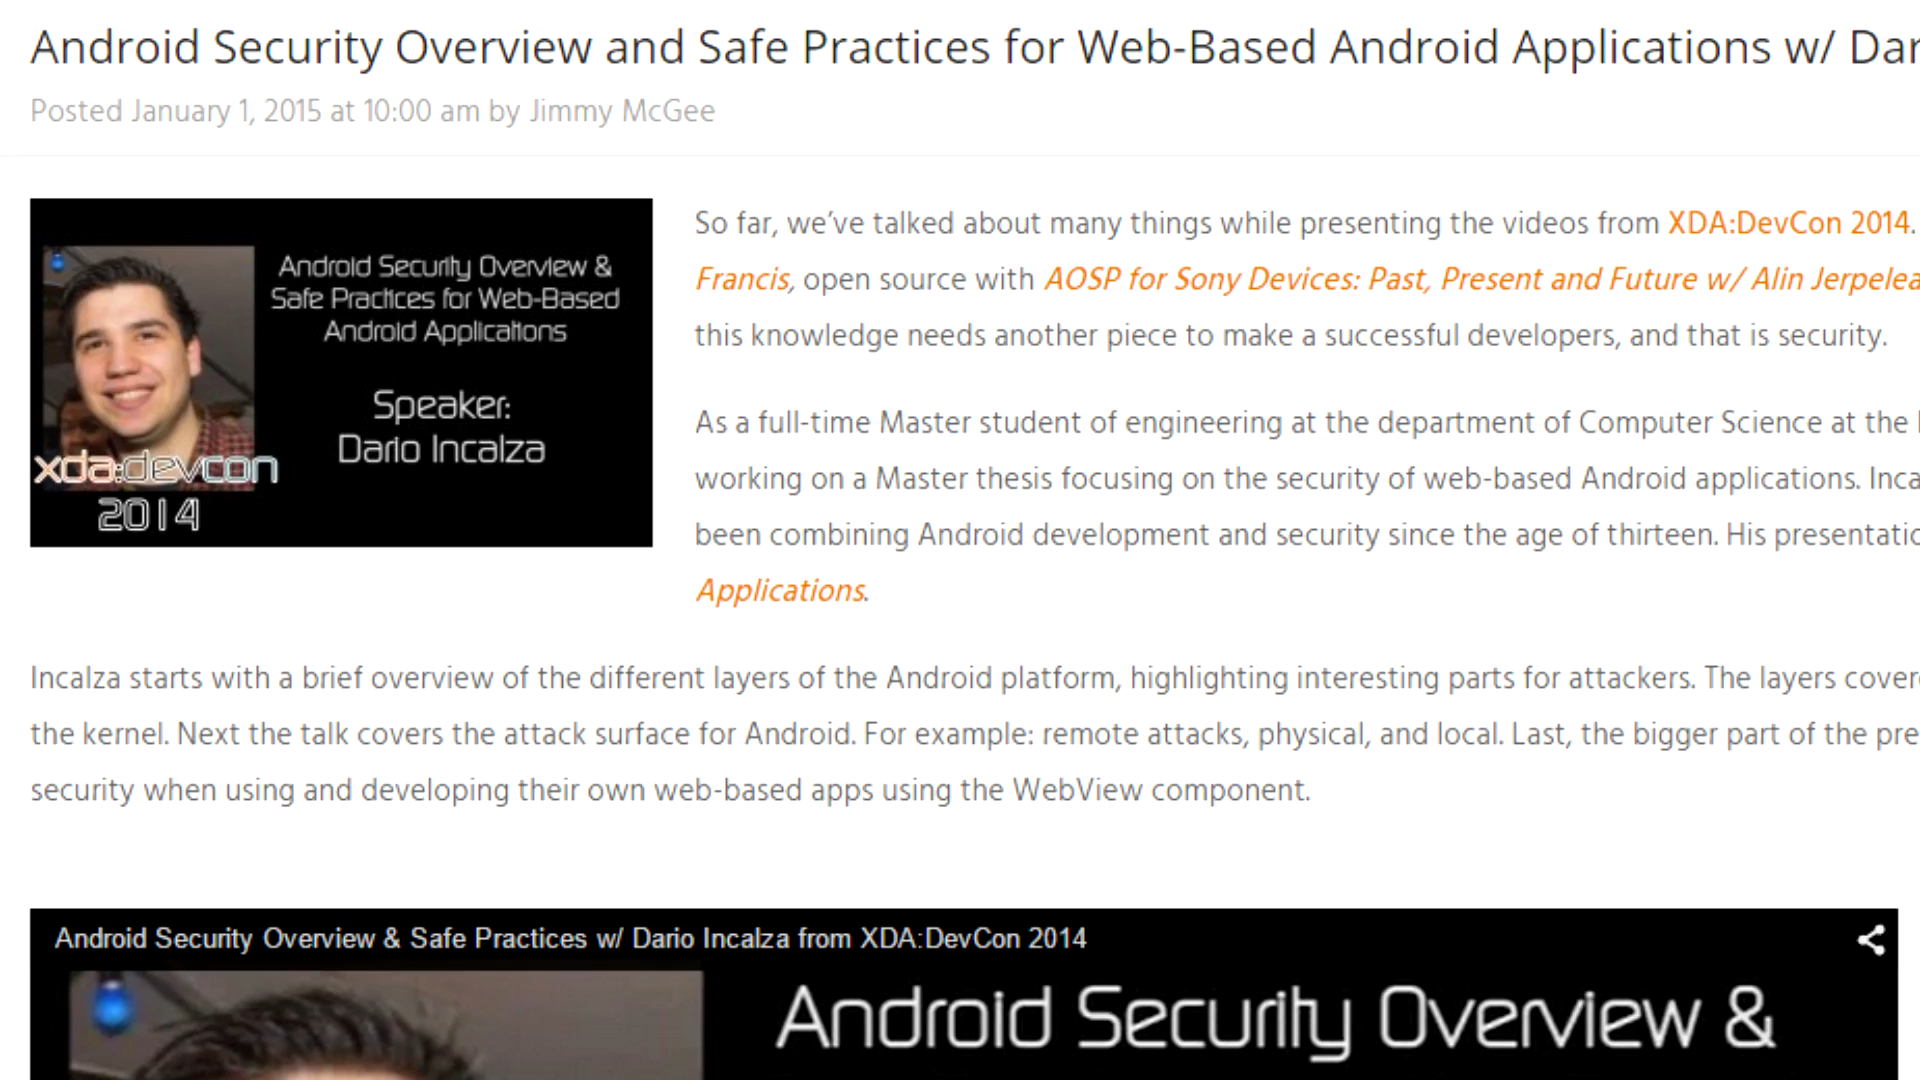 Android Security Overview and Safe Practices for Web-Based Android Applications w/ Dar
Posted January 1, 2015 at 10:00 am by Jimmy McGee
Android Security Overview &
Safe Practices for Web-Based
Android Applications
Speaker:
Dario Incalza
xda:devcon
2014
So far, we’ve talked about many things while presenting the videos from XDA:DevCon 2014.
Francis, open source with AOSP for Sony Devices: Past, Present and Future w/ Alin Jerpelea
this knowledge needs another piece to make a successful developers, and that is security.
As a full-time Master student of engineering at the department of Computer Science at the
working on a Master thesis focusing on the security of web-based Android applications. Inca
been combining Android development and security since the age of thirteen. His presentatio
Applications.
Incalza starts with a brief overview of the different layers of the Android platform, highlighting interesting parts for attackers. The layers cover
the kernel. Next the talk covers the attack surface for Android. For example: remote attacks, physical, and local. Last, the bigger part of the pre
security when using and developing their own web-based apps using the WebView component.
Android Security Overview & Safe Practices w/ Dario Incalza from XDA:DevCon 2014
Android Security Overview &